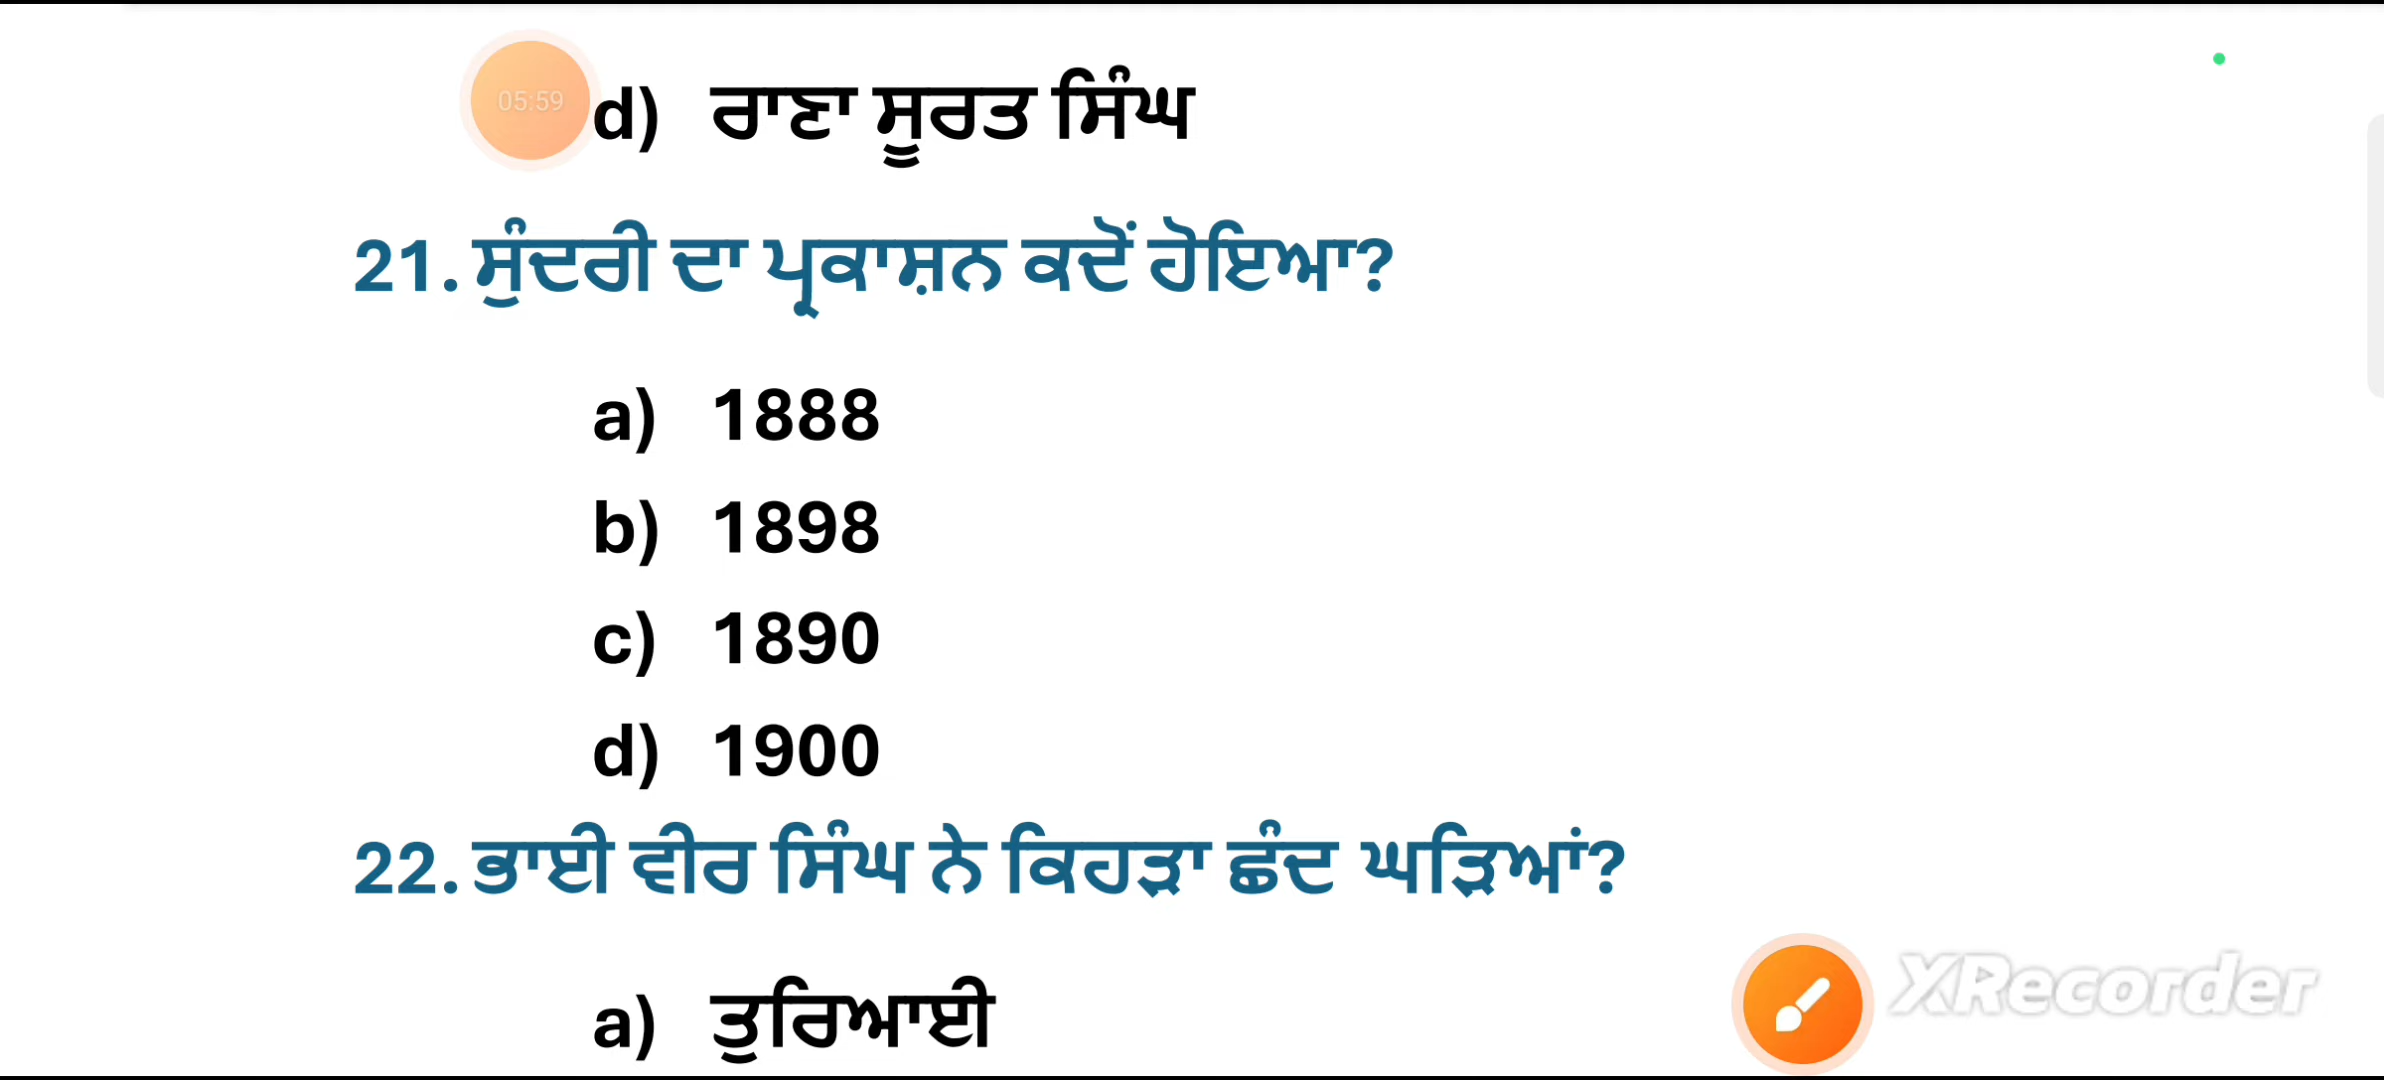 05:59
d) ਰਾਣਾ ਸੂਰਤ ਸਿੰਘ
21. ਸੁੰਦਰੀ ਦਾ ਪ੍ਰਕਾਸ਼ਨ ਕਦੋਂ ਹੋਇਆ?
a) 1888
b) 1898
c) 1890
d) 1900
22. ਭਾਈ ਵੀਰ ਸਿੰਘ ਨੇ ਕਿਹੜਾ ਛੰਦ ਘੜਿਆਂ?
a) ਤੁਰਿਆਈ
XRecorder